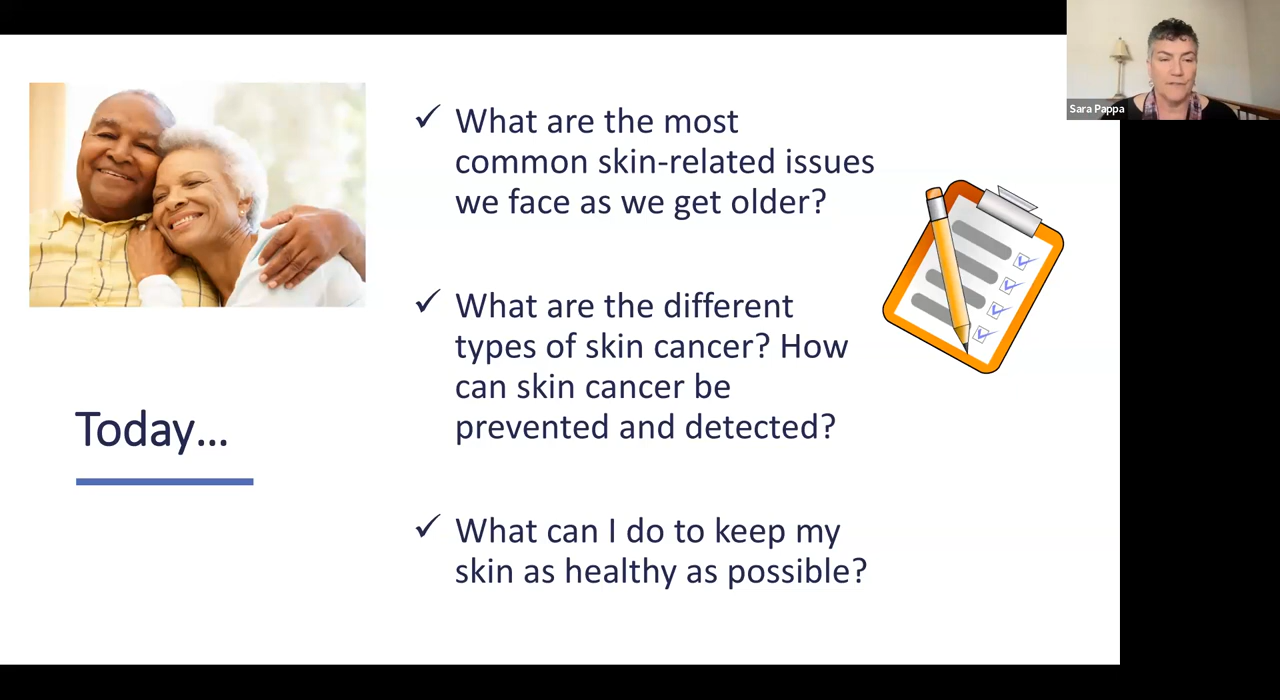 Sara Pappa
✓ What are the most
common skin-related issues
we face as we get older?
✓ What are the different
types of skin cancer? How
can skin cancer be
prevented and detected?
Today...
✓ What can I do to keep my
skin as healthy as possible?